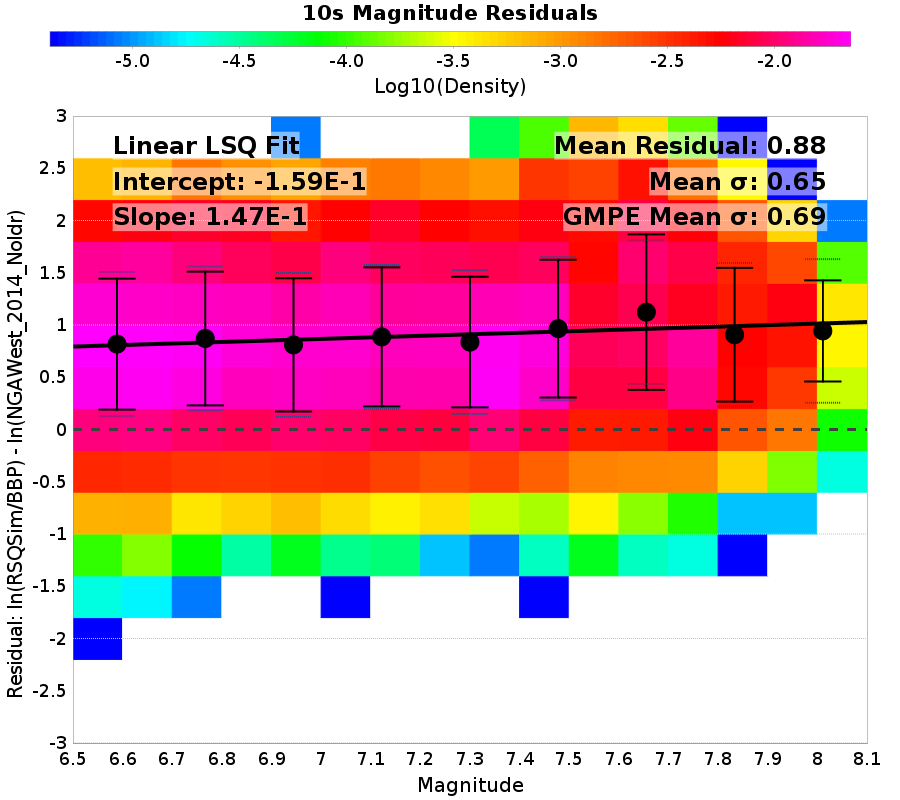 10s Magnitude Residuals
-5.0 -4.5 -4.0 -3.5 -3.0 -2.5 -2.0
Log10(Density)
Linear LSQ Fit
Intercept: -1.59E-1
Slope: 1.47E-1
Mean Residual: 0.88
Mean σ: 0.65
GMPE Mean σ: 0.69
Residual: ln(RSQSim/BBP) - ln(NGAWest_2014_NoIdr)
3
2.5
2
1.5
1
0.5
0
-0.5
-1
-1.5
-2
-2.5
-3
6.5 6.6 6.7 6.8 6.9 7 7.1 7.2 7.3 7.4 7.5 7.6 7.7 7.8 7.9 8 8.1
Magnitude